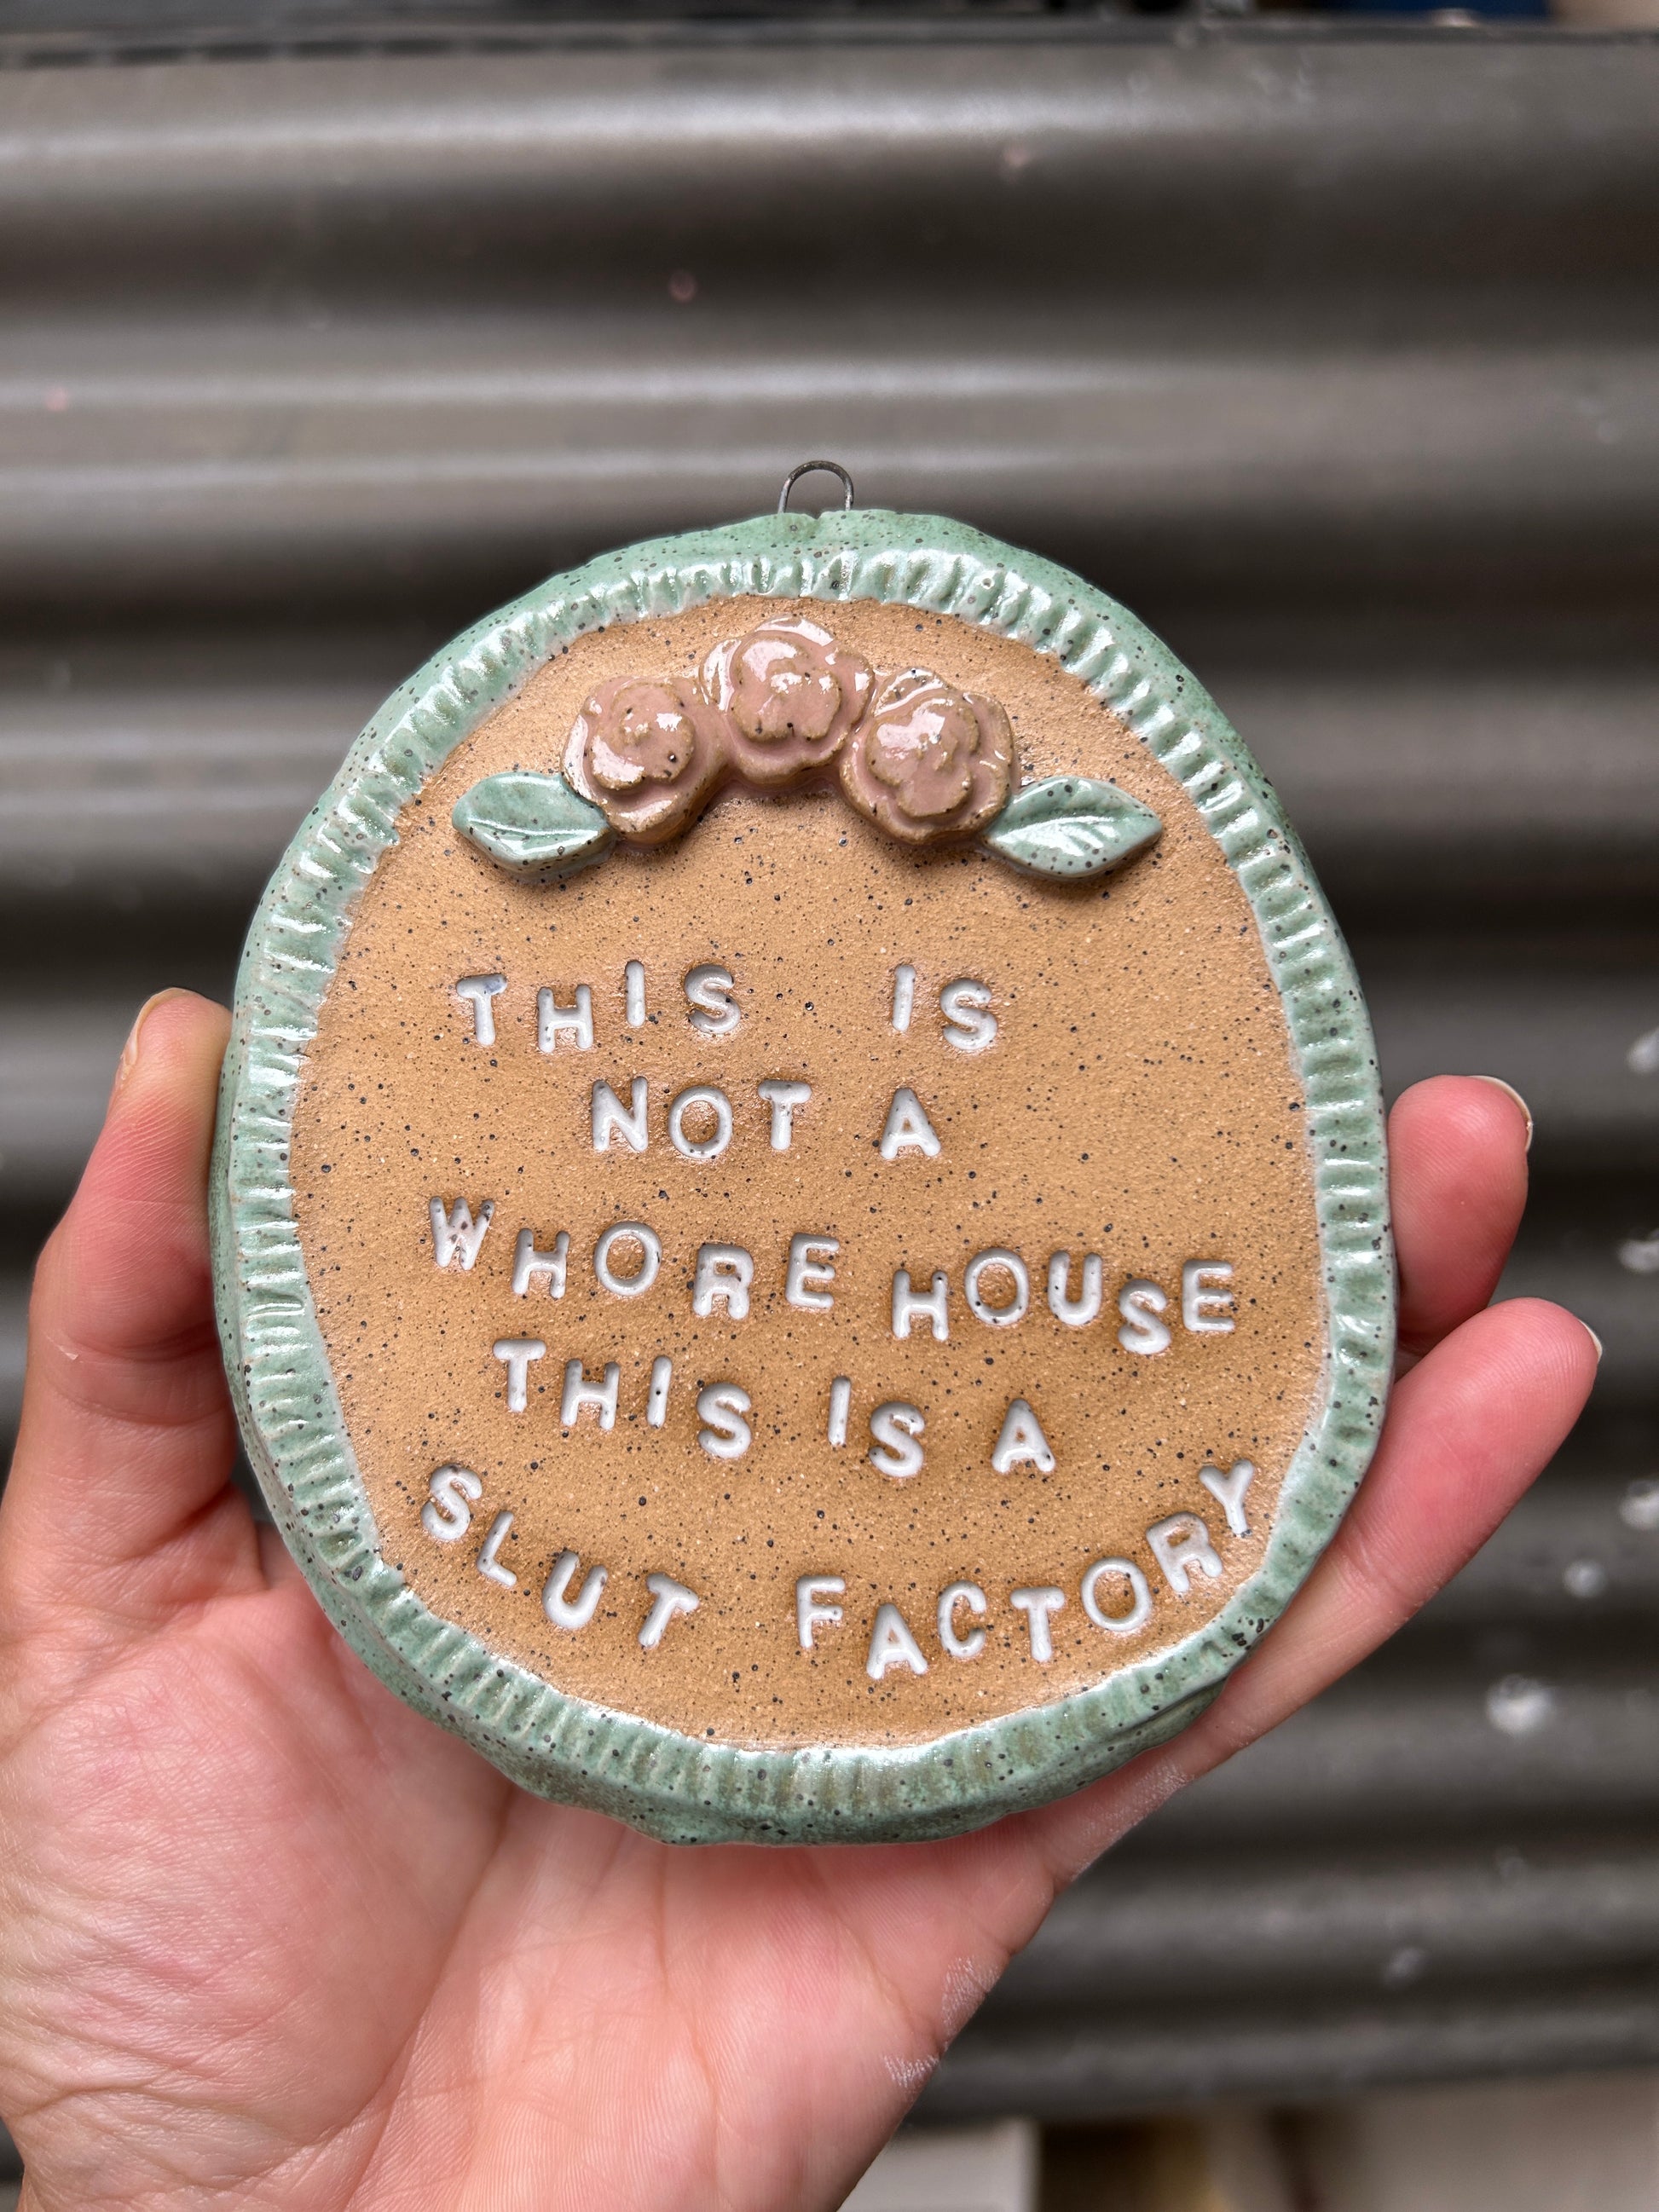 THIS IS
NOT A
WHORE HOUSE
THIS IS A
SLUT FACTORY